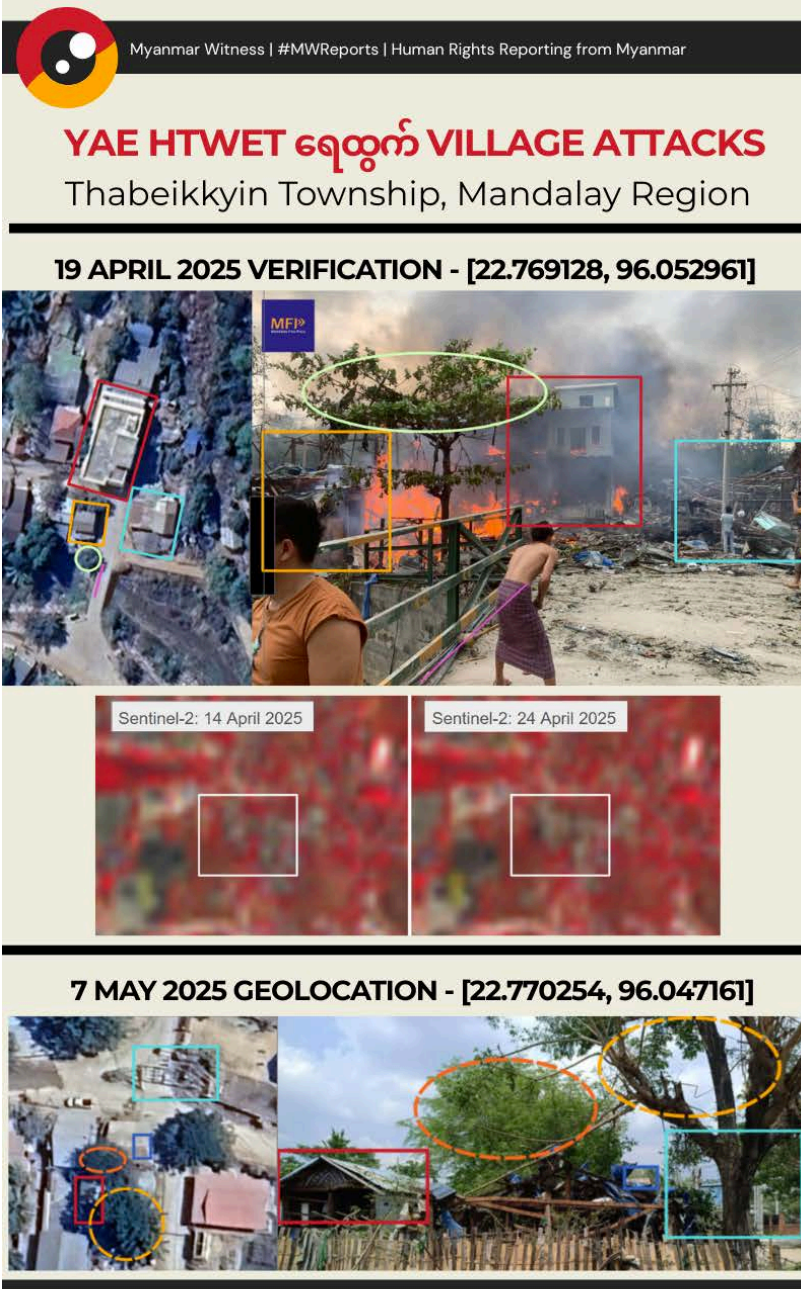 Myanmar Witness | #MWReports | Human Rights Reporting from Myanmar
YAE HTWET ရေထွက် VILLAGE ATTACKS
Thabeikkyin Township, Mandalay Region
19 APRIL 2025 VERIFICATION - [22.769128, 96.052961]
MFP
Sentinel-2: 14 April 2025
Sentinel-2: 24 April 2025
7 MAY 2025 GEOLOCATION - [22.770254, 96.047161]